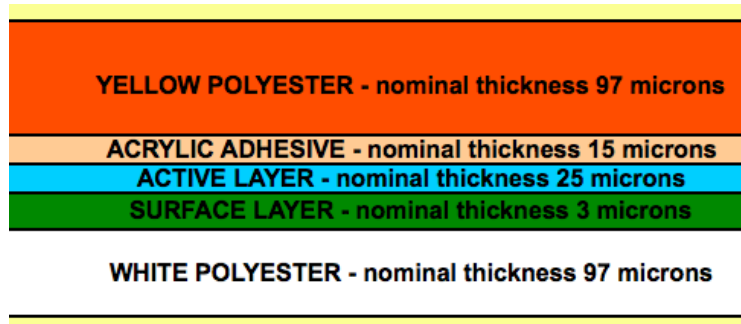 YELLOW POLYESTER - nominal thickness 97 microns
ACRYLIC ADHESIVE - nominal thickness 15 microns
ACTIVE LAYER - nominal thickness 25 microns
SURFACE LAYER - nominal thickness 3 microns
WHITE POLYESTER - nominal thickness 97 microns